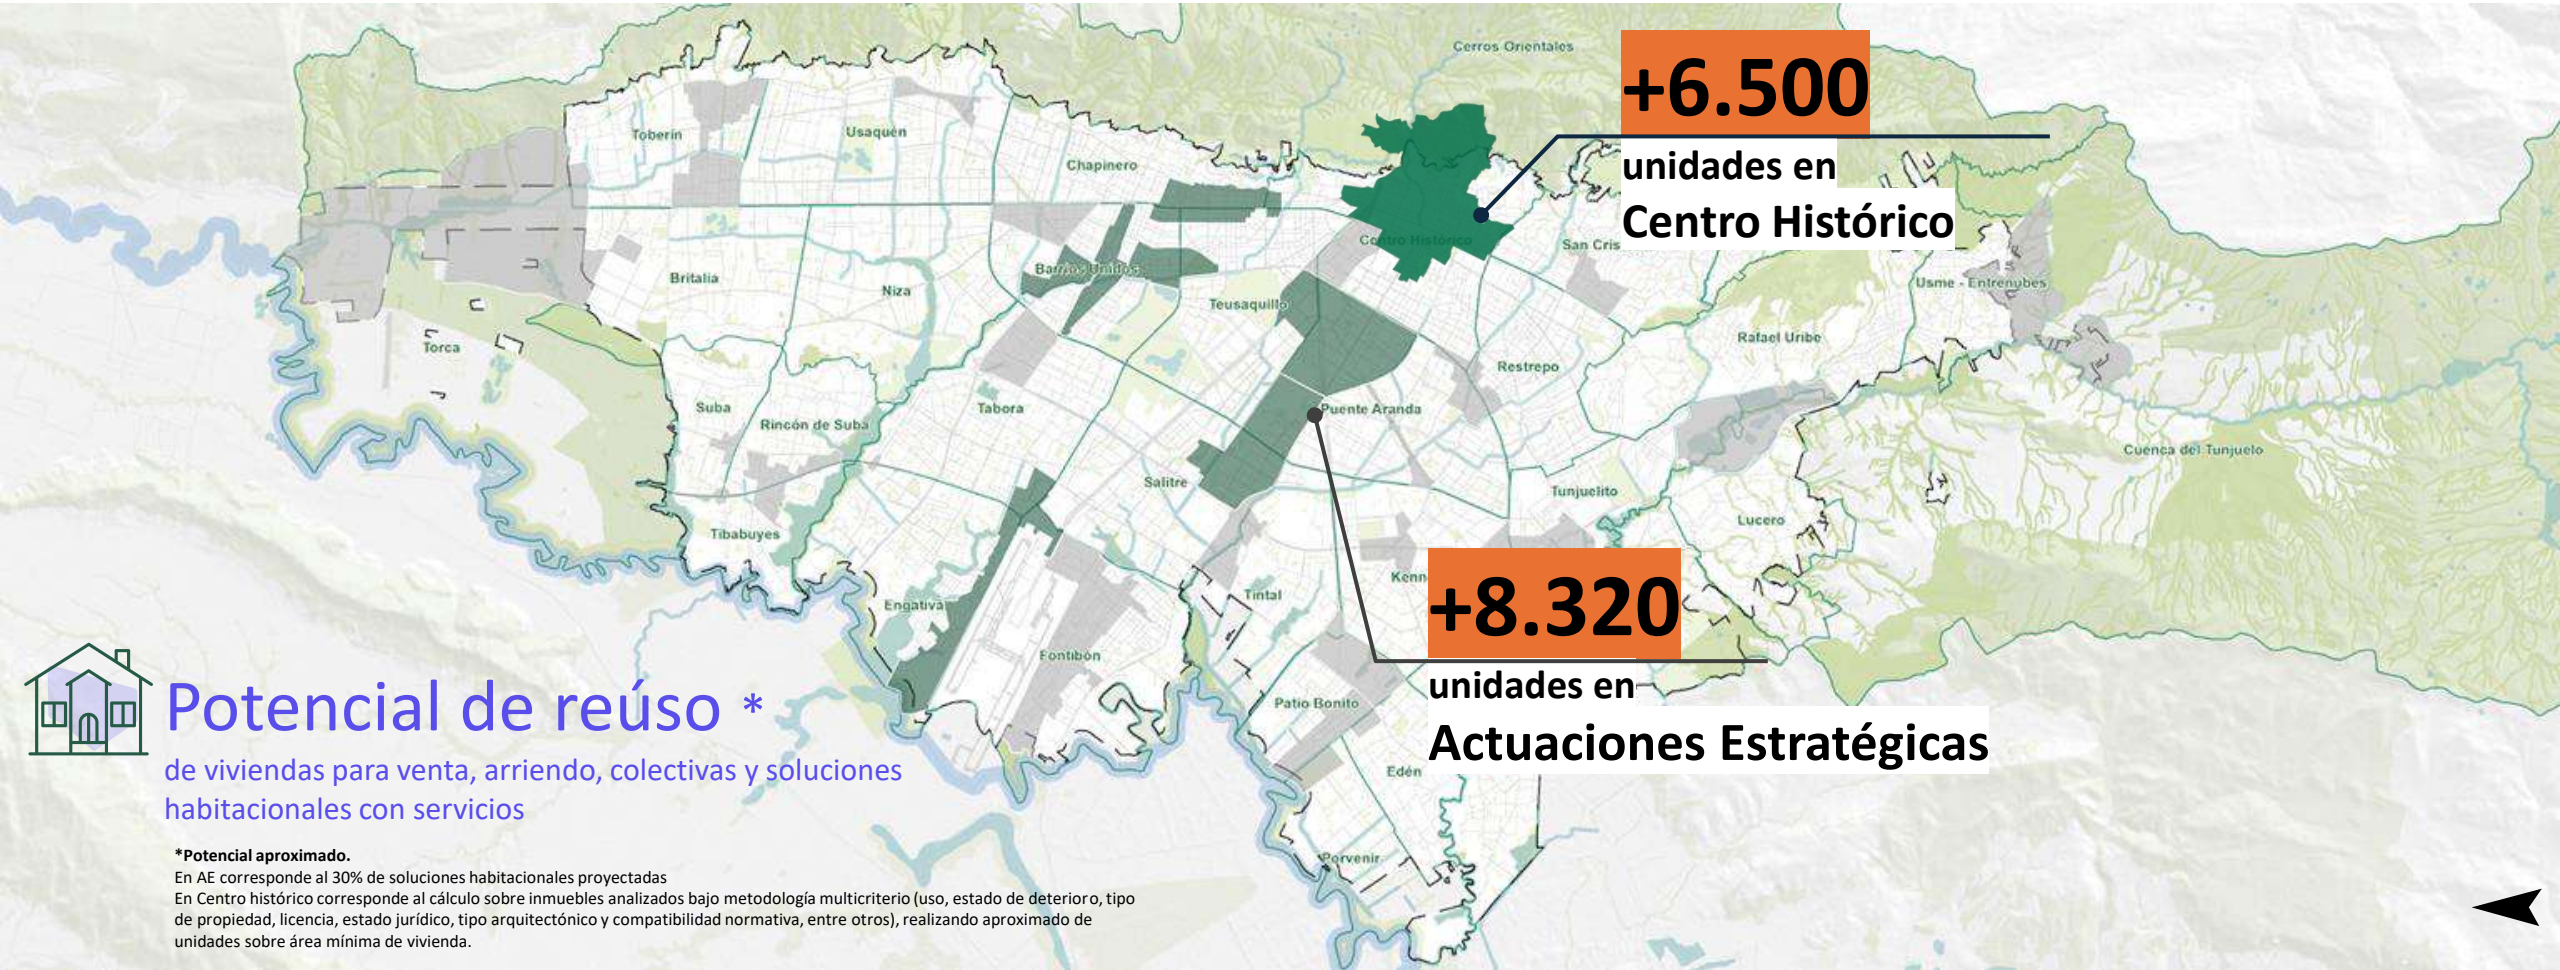 Cerros Orientales
+6.500
unidades en
Centro Histórico
Toberín
Usaquén
Chapinero
Centro Histórico
San Cris
Barrios Unidos
Britalia
Niza
Teusaquillo
Usme - Entrenubes
Torca
Rafael Uribe
Restrepo
Suba
Rincón de Suba
Tabora
Puente Aranda
Cuenca del Tunjuelo
Salitre
Tunjuelito
Lucero
Tibabuyes
Engativá
Tintal
Kenn
+8.320
unidades en
Actuaciones Estratégicas
Fontibón
Patio Bonito
Edén
Porvenir
Potencial de reúso *
de viviendas para venta, arriendo, colectivas y soluciones
habitacionales con servicios
*Potencial aproximado.
En AE corresponde al 30% de soluciones habitacionales proyectadas
En Centro histórico corresponde al cálculo sobre inmuebles analizados bajo metodología multicriterio (uso, estado de deterioro, tipo
de propiedad, licencia, estado jurídico, tipo arquitectónico y compatibilidad normativa, entre otros), realizando aproximado de
unidades sobre área mínima de vivienda.